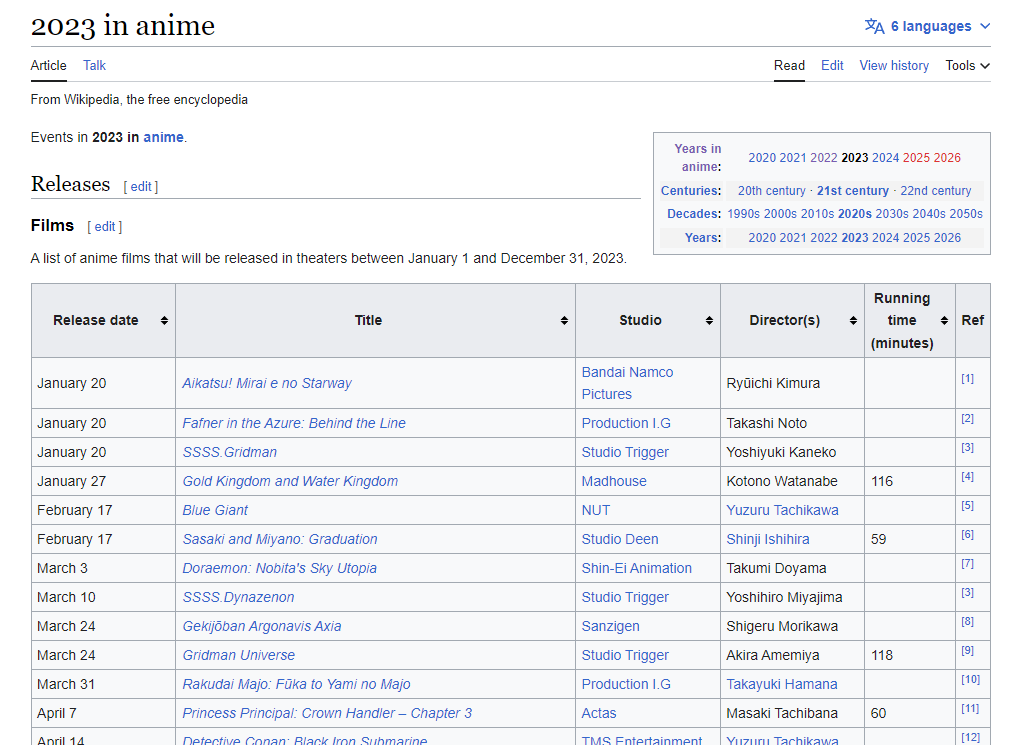 2023 in anime
6 languages
Article Talk Read Edit View history Tools
From Wikipedia, the free encyclopedia
Events in 2023 in anime.
Years in anime: 2020 2021 2022 2023 2024 2025 2026
Centuries: 20th century · 21st century · 22nd century
Decades: 1990s 2000s 2010s 2020s 2030s 2040s 2050s
Years: 2020 2021 2022 2023 2024 2025 2026
Releases [ edit ]
Films [ edit ]
A list of anime films that will be released in theaters between January 1 and December 31, 2023.
Release date Title Studio Director(s) Running time (minutes) Ref
January 20 Aikatsu! Mirai e no Starway Bandai Namco Pictures Ryūichi Kimura [1]
January 20 Fafner in the Azure: Behind the Line Production I.G Takashi Noto [2]
January 20 SSSS.Gridman Studio Trigger Yoshiyuki Kaneko [3]
January 27 Gold Kingdom and Water Kingdom Madhouse Kotono Watanabe 116 [4]
February 17 Blue Giant NUT Yuzuru Tachikawa [5]
February 17 Sasaki and Miyano: Graduation Studio Deen Shinji Ishihira 59 [6]
March 3 Doraemon: Nobita's Sky Utopia Shin-Ei Animation Takumi Doyama [7]
March 10 SSSS.Dynazenon Studio Trigger Yoshihiro Miyajima [3]
March 24 Gekijōban Argonavis Axia Sanzigen Shigeru Morikawa [8]
March 24 Gridman Universe Studio Trigger Akira Amemiya 118 [9]
March 31 Rakudai Majo: Fūka to Yami no Majo Production I.G Takayuki Hamana [10]
April 7 Princess Principal: Crown Handler – Chapter 3 Actas Masaki Tachibana 60 [11]
April 14 Detective Conan: Black Iron Submarine TMS Entertainment Yuzuru Tachikawa [12]